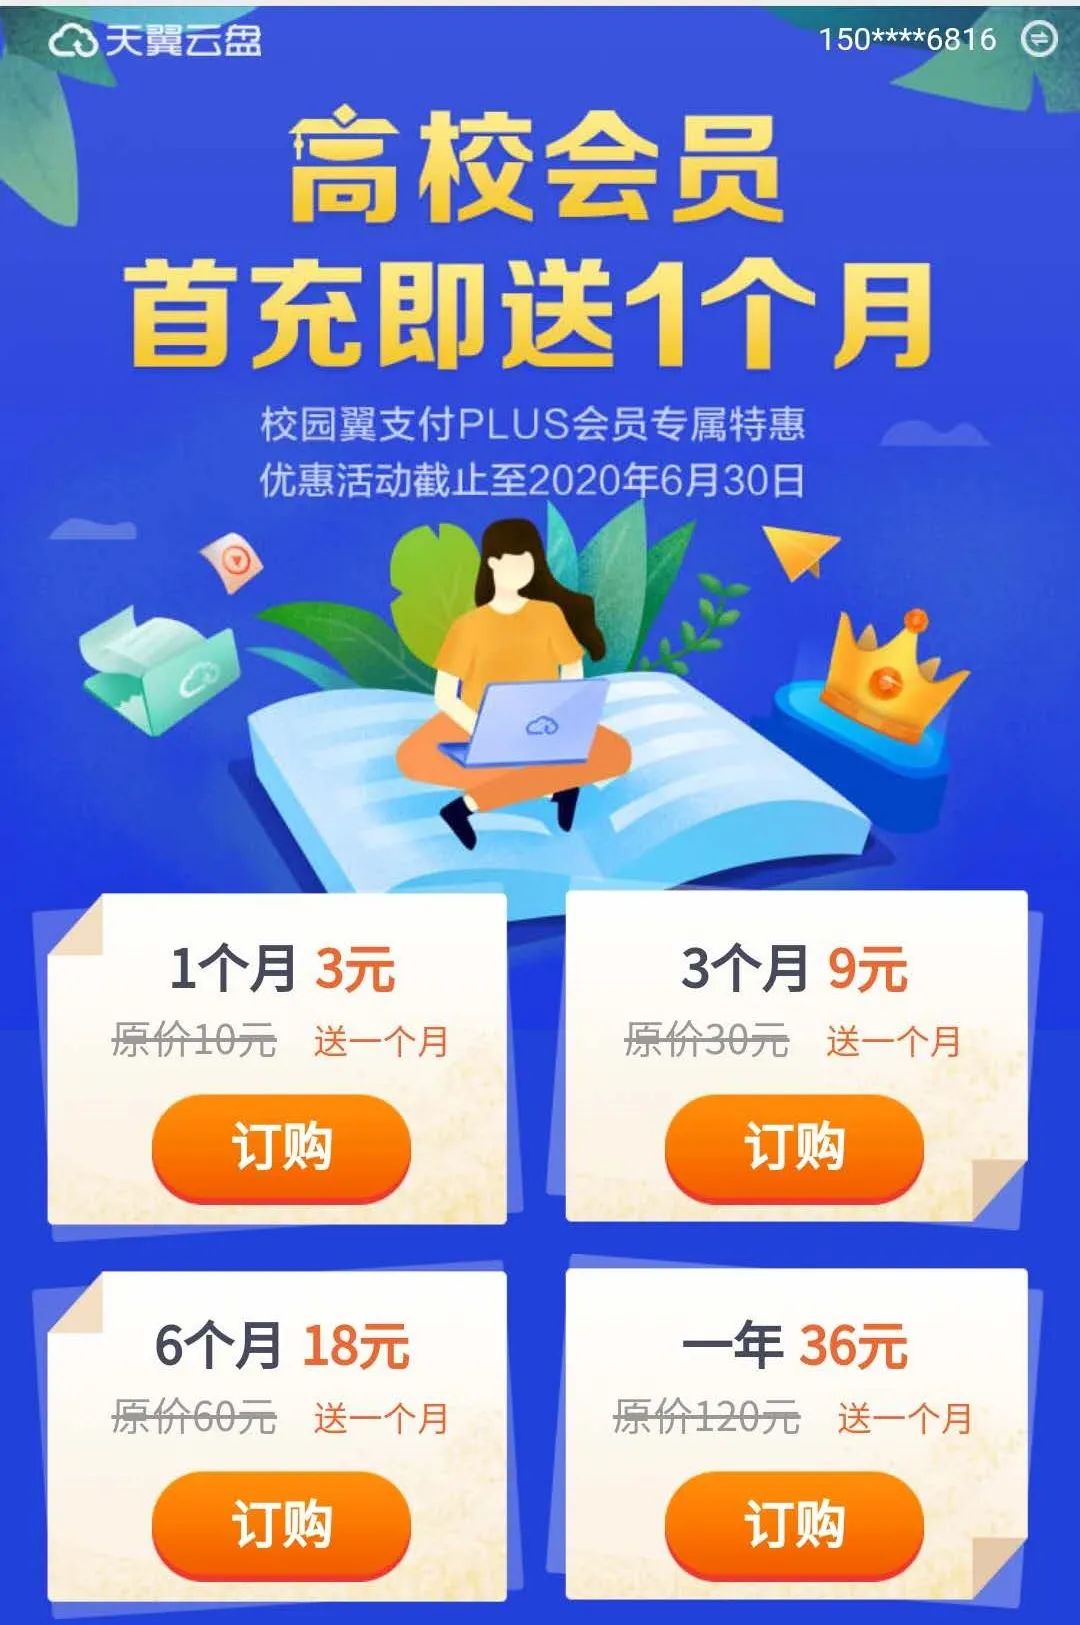 天翼云盘
150****6816
高校会员
首充即送1个月
校园翼支付PLUS会员专属特惠
优惠活动截止至2020年6月30日
1个月 3元
原价10元 送一个月
订购
3个月 9元
原价30元 送一个月
订购
6个月 18元
原价60元 送一个月
订购
一年 36元
原价120元 送一个月
订购